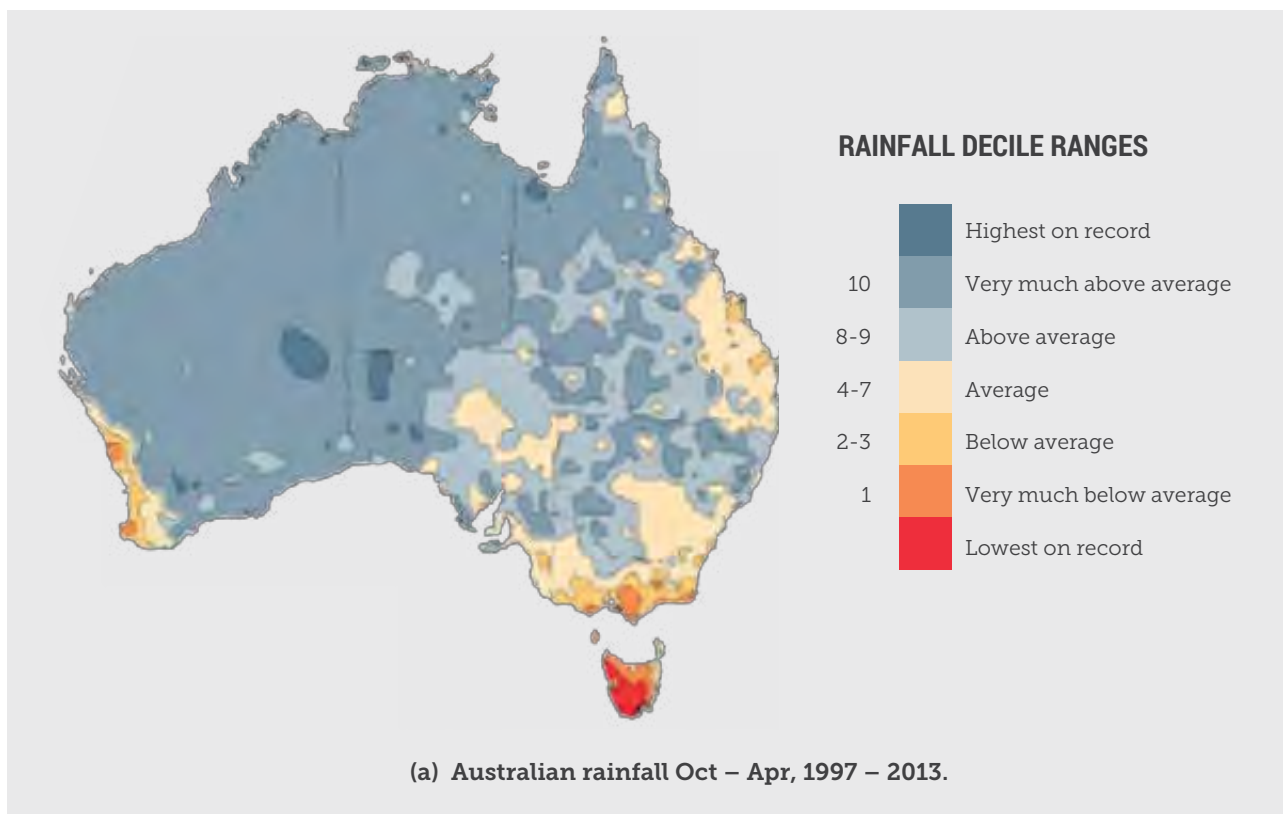 RAINFALL DECILE RANGES
Highest on record
10 Very much above average
8-9 Above average
4-7 Average
2-3 Below average
1 Very much below average
Lowest on record
(a) Australian rainfall Oct – Apr, 1997 – 2013.